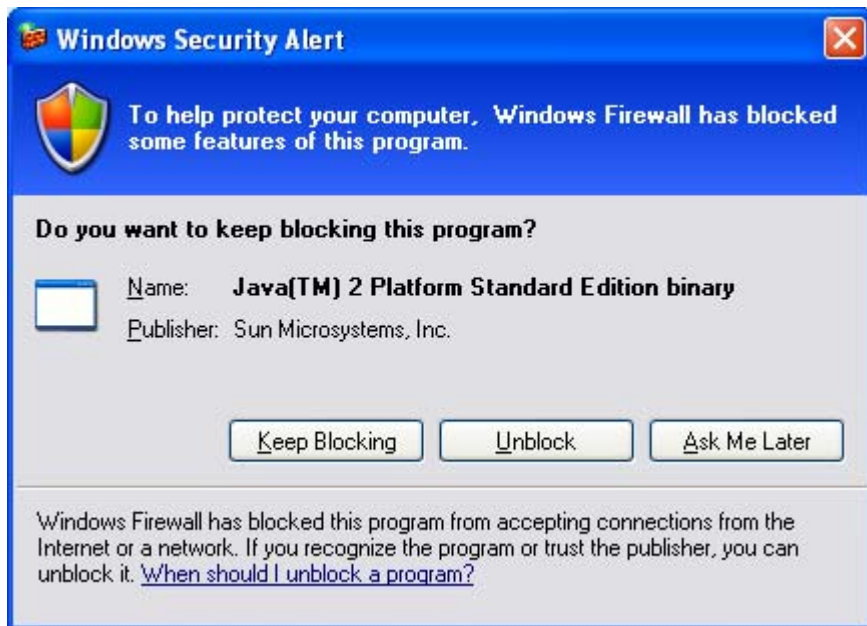 Windows Security Alert
To help protect your computer, Windows Firewall has blocked
some features of this program.
Do you want to keep blocking this program?
Name: Java(TM) 2 Platform Standard Edition binary
Publisher: Sun Microsystems, Inc.
Keep Blocking Unblock Ask Me Later
Windows Firewall has blocked this program from accepting connections from the
Internet or a network. If you recognize the program or trust the publisher, you can
unblock it. When should I unblock a program?